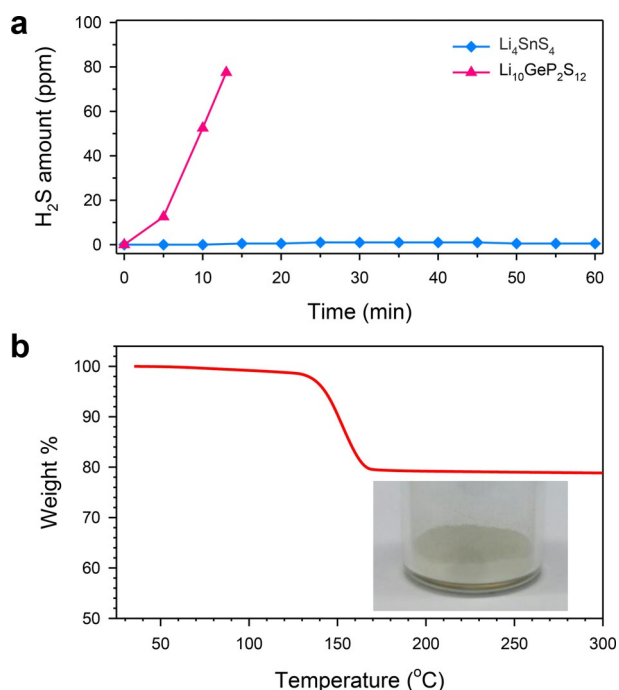 a
100
80
60
40
20
0
H₂S amount (ppm)
Li₄SnS₄
Li₁₀GeP₂S₁₂
0 10 20 30 40 50 60
Time (min)
b
100
90
80
70
60
50
Weight %
50 100 150 200 250 300
Temperature (°C)